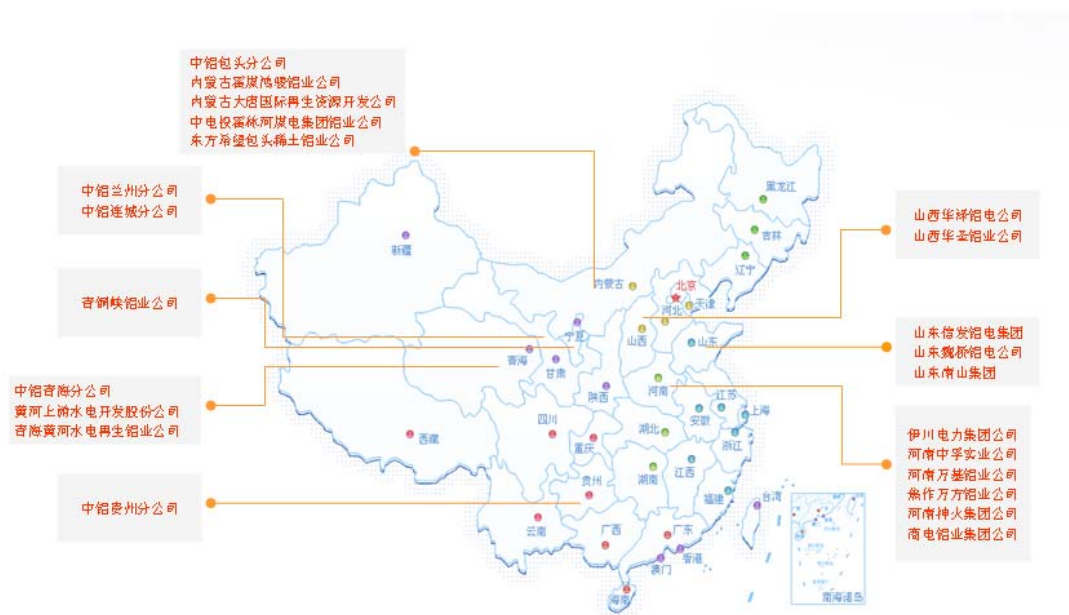 中铝包头分公司
内蒙古霍煤鸿骏铝业公司
内蒙古大唐国际再生资源开发公司
中电投霍林河煤电集团铝业公司
东方希望包头稀土铝业公司
中铝兰州分公司
中铝连城分公司
青铜峡铝业公司
中铝青海分公司
黄河上游水电开发股份公司
青海黄河水电再生铝业公司
中铝贵州分公司
山西华泽铝电公司
山西华圣铝业公司
山东信发铝电集团
山东魏桥铝电公司
山东南山集团
伊川电力集团公司
河南中孚实业公司
河南万基铝业公司
焦作万方铝业公司
河南神火集团公司
商电铝业集团公司
黑龙江
吉林
辽宁
新疆
内蒙古
北京
天津
河北
山西
山东
宁夏
青海
甘肃
陕西
河南
江苏
安徽
上海
浙江
湖北
四川
重庆
西藏
湖南
江西
贵州
福建
台湾
云南
广西
广东
香港
澳门
海南
南海诸岛